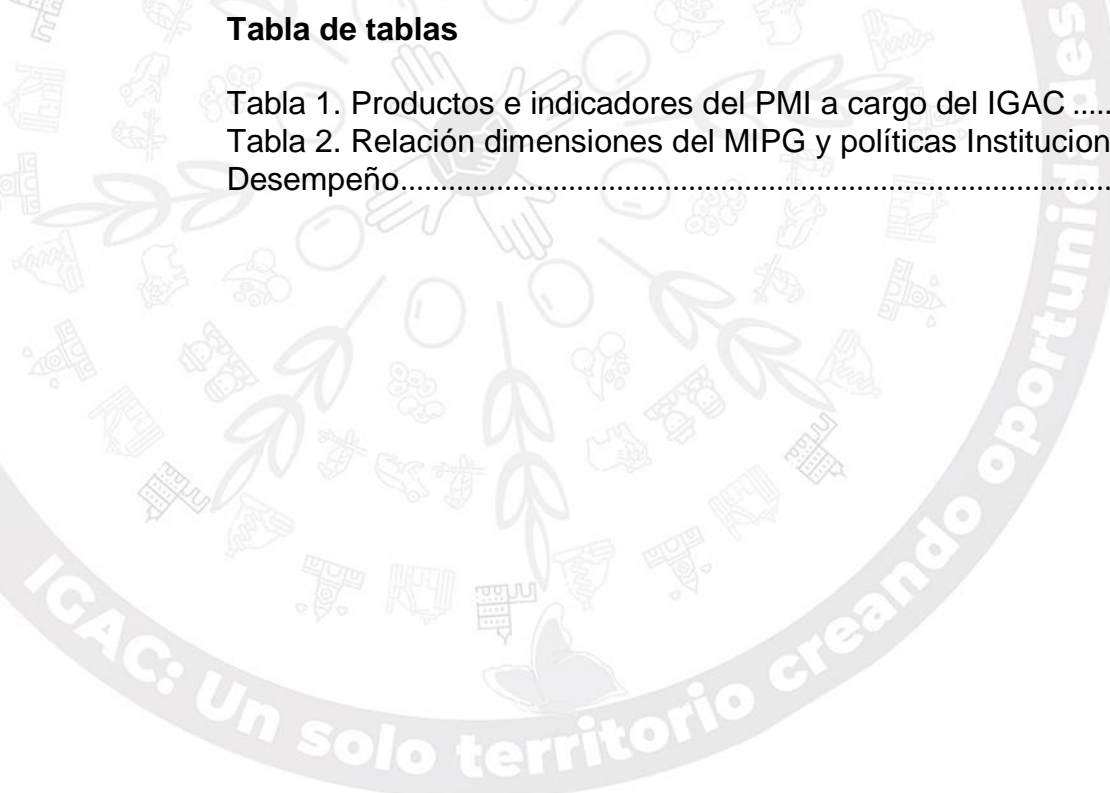 Tabla de tablas
Tabla 1. Productos e indicadores del PMI a cargo del IGAC .....
Tabla 2. Relación dimensiones del MIPG y políticas Institucion
Desempeño.....................................................................................
IGAC: Un solo territorio creando oportunidades